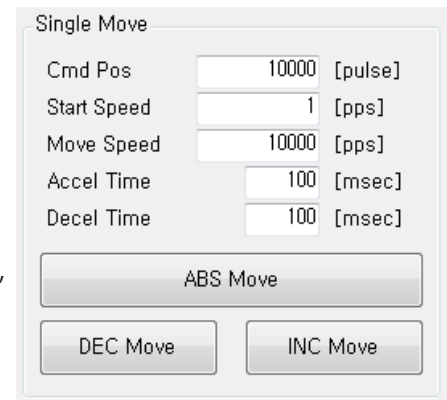 Single Move
Cmd Pos 10000 [pulse]
Start Speed 1 [pps]
Move Speed 10000 [pps]
Accel Time 100 [msec]
Decel Time 100 [msec]
,
ABS Move
DEC Move INC Move